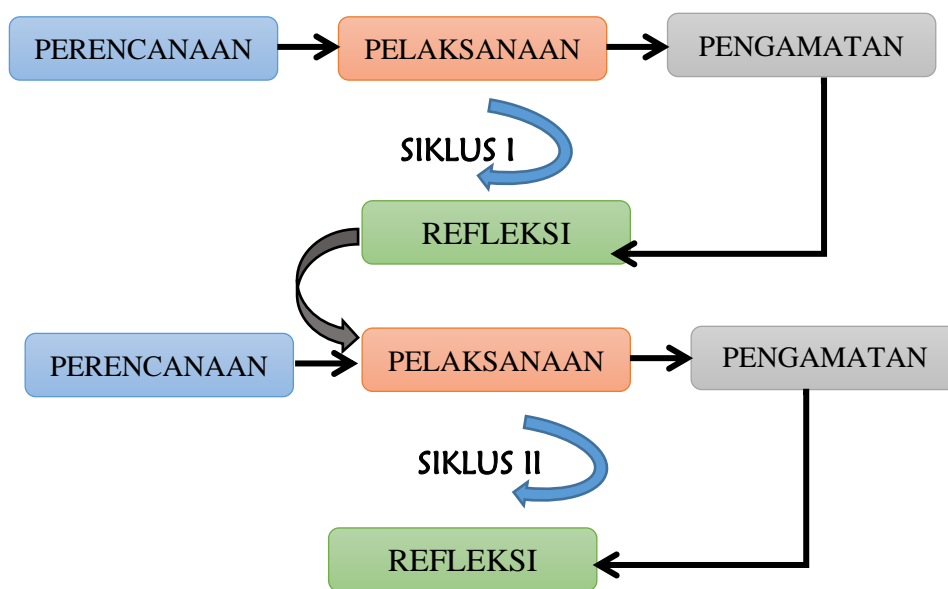 PERENCANAAN
PELAKSANAAN
PENGAMATAN
SIKLUS I
REFLEKSI
PERENCANAAN
PELAKSANAAN
PENGAMATAN
SIKLUS II
REFLEKSI